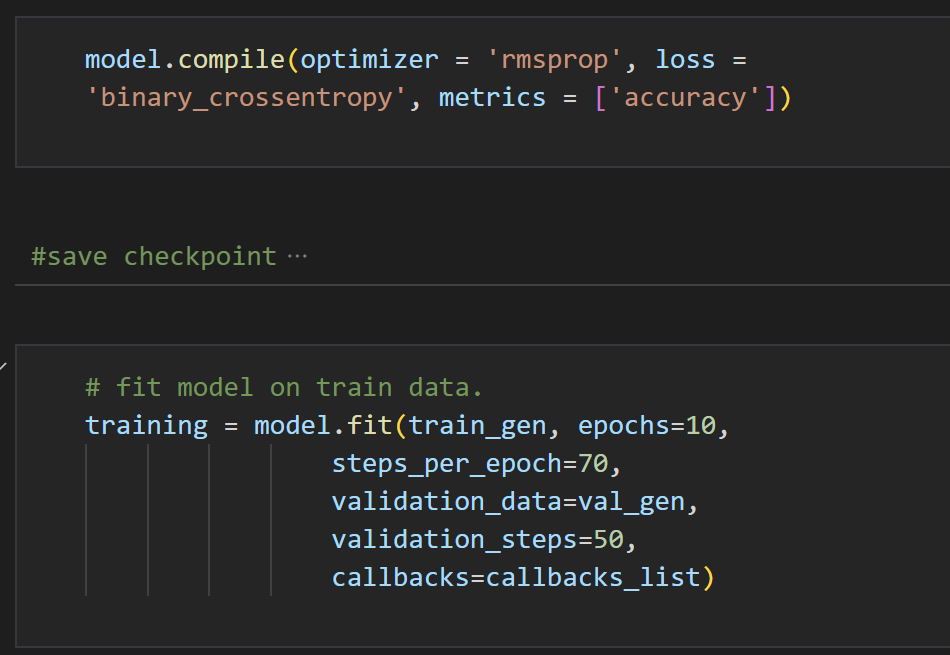 model.compile(optimizer = 'rmsprop', loss =
'binary_crossentropy', metrics = ['accuracy'])
#save checkpoint ···
# fit model on train data.
training = model.fit(train_gen, epochs=10,
steps_per_epoch=70,
validation_data=val_gen,
validation_steps=50,
callbacks=callbacks_list)